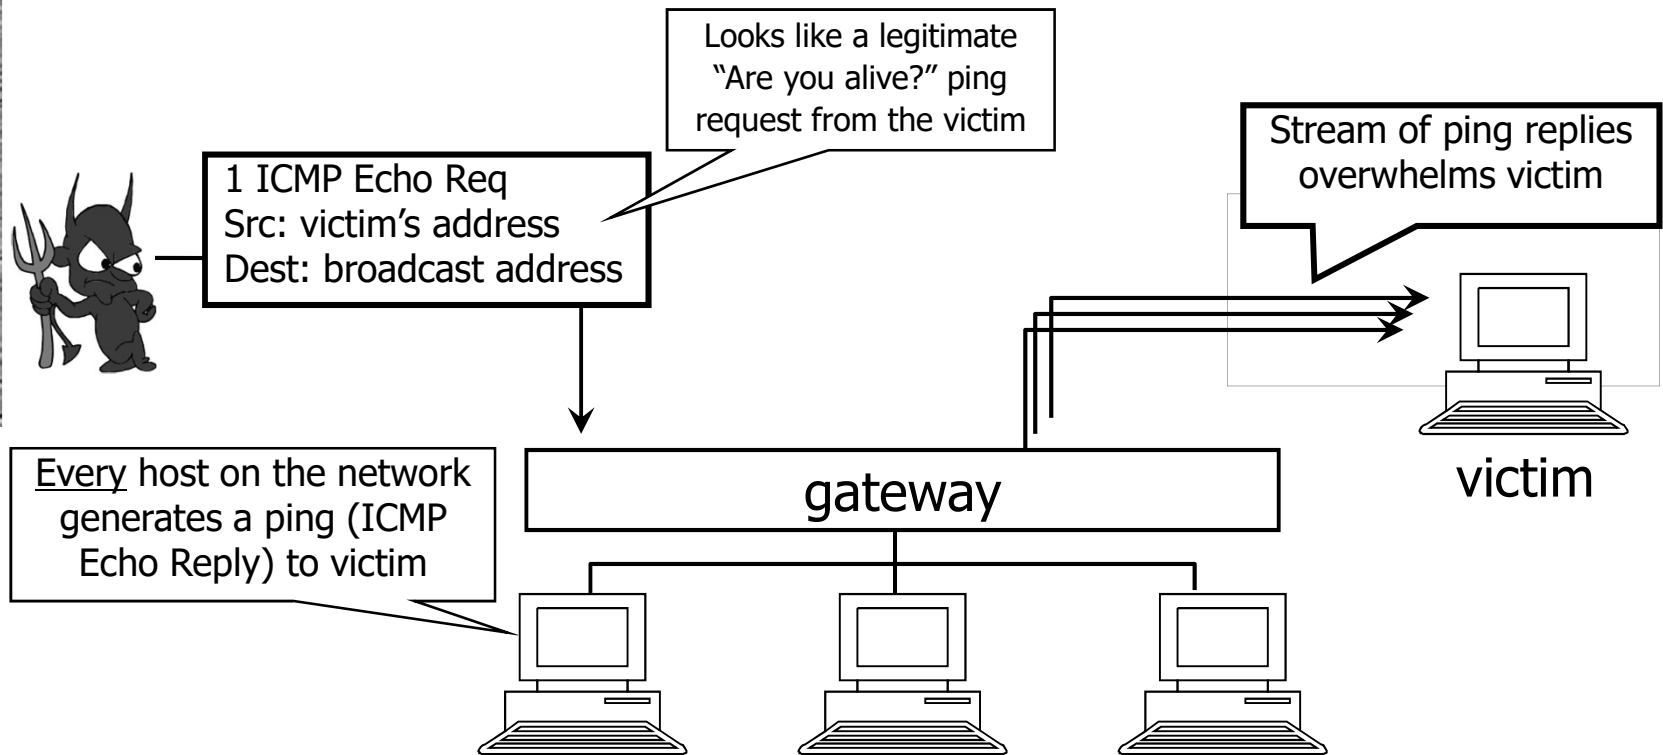 Looks like a legitimate
“Are you alive?” ping
request from the victim
1 ICMP Echo Req
Src: victim’s address
Dest: broadcast address
Stream of ping replies
overwhelms victim
Every host on the network
generates a ping (ICMP
Echo Reply) to victim
gateway
victim